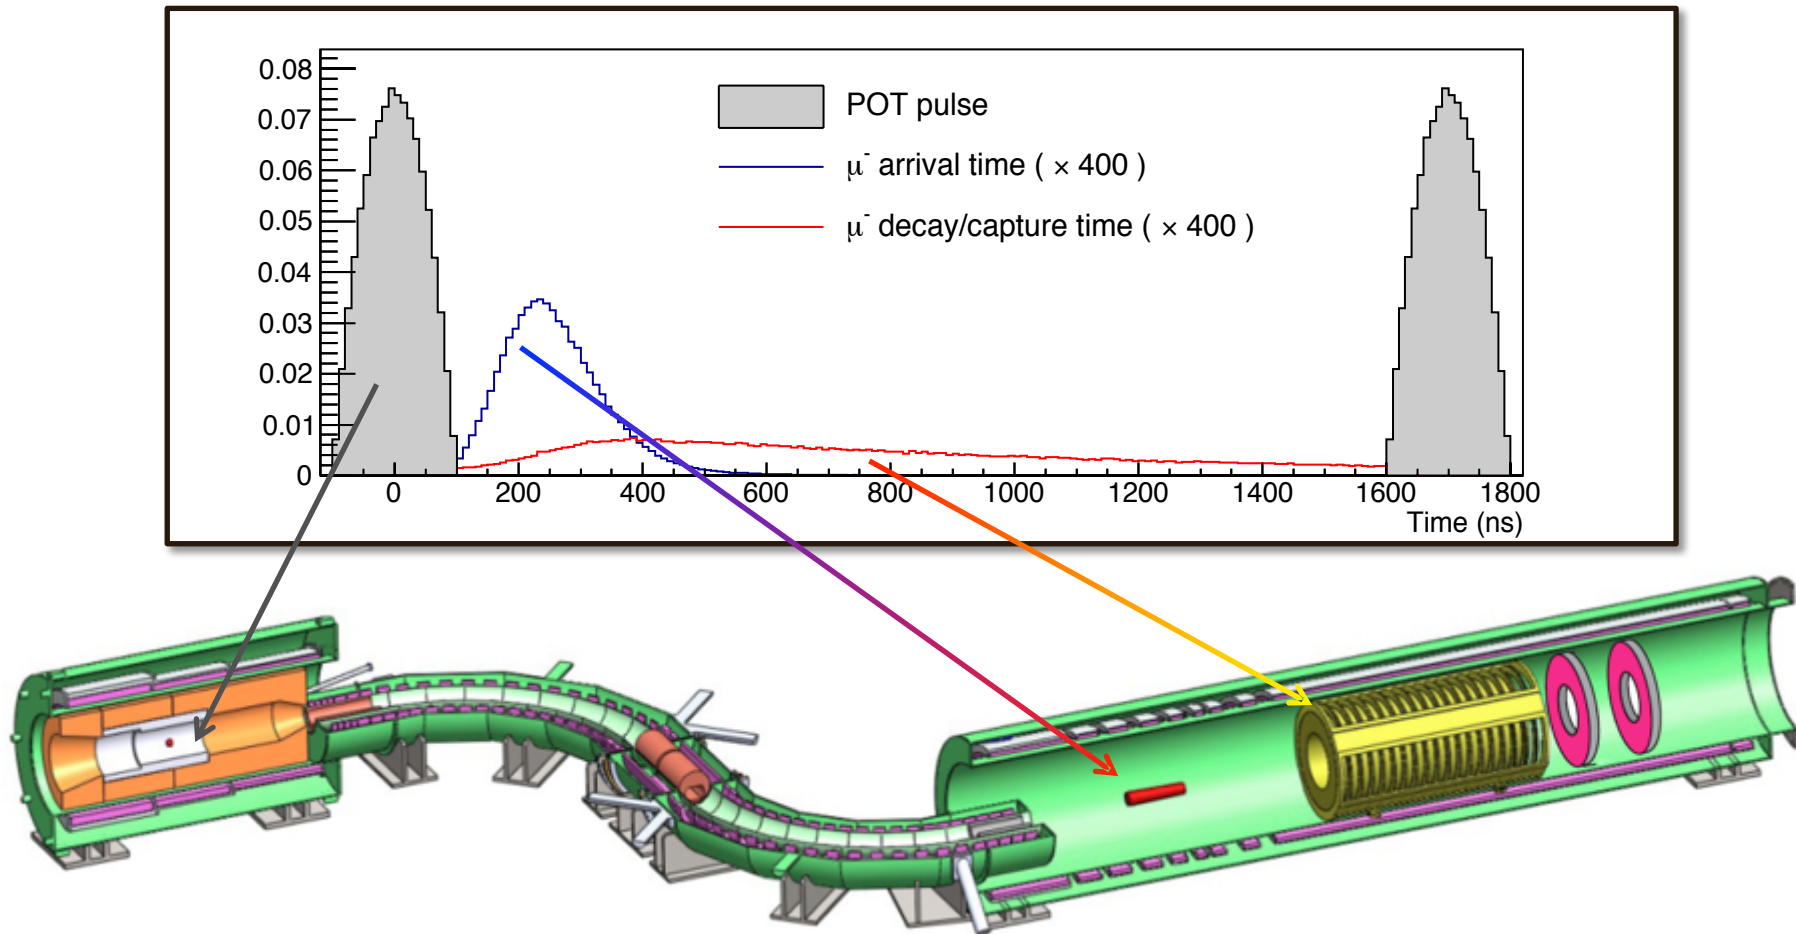 0.08
0.07
0.06
0.05
0.04
0.03
0.02
0.01
0
POT pulse
μ- arrival time ( × 400 )
μ- decay/capture time ( × 400 )
0 200 400 600 800 1000 1200 1400 1600 1800
Time (ns)